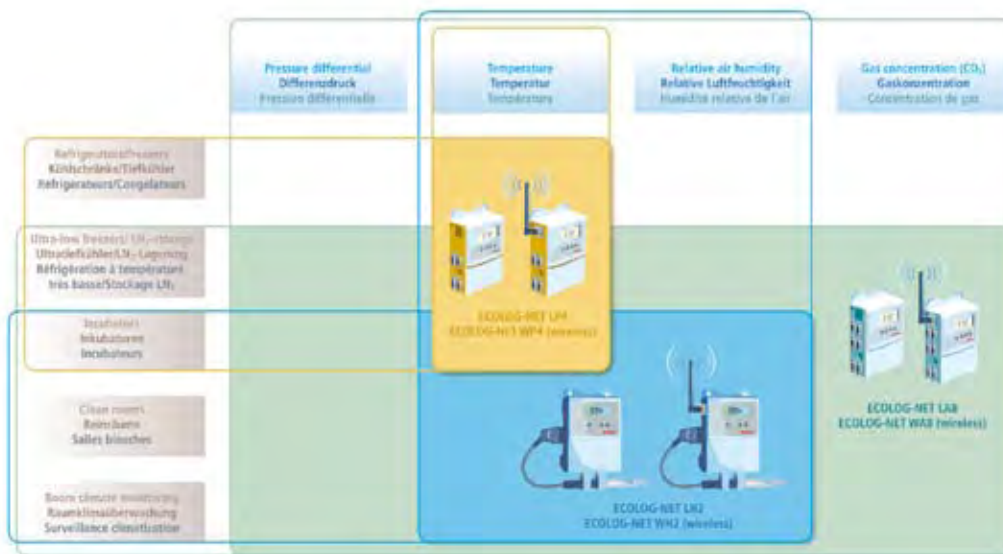 Pressure differential
Differenzdruck
Pression différentielle
Temperature
Temperatur
Température
Relative air humidity
Relative Luftfeuchtigkeit
Humidité relative de l'air
Gas concentration (CO₂)
Gaskonzentration
Concentration de gaz
Refrigerators/Freezers
Kühlschränke/Tiefkühler
Réfrigérateurs/Congélateurs
Ultra-low freezers/ LN₂-storage
Ultratiefkühler/LN₂-Lagerung
Réfrigération à température
très basse/Stockage LN₂
Incubators
Inkubatoren
Incubateurs
Clean rooms
Reinräume
Salles blanches
Room climate monitoring
Raumklimaüberwachung
Surveillance climatisation
ECOLOG-NET LP4
ECOLOG-NET WP4 (wireless)
ECOLOG-NET LA8
ECOLOG-NET WA8 (wireless)
ECOLOG-NET LH2
ECOLOG-NET WH2 (wireless)